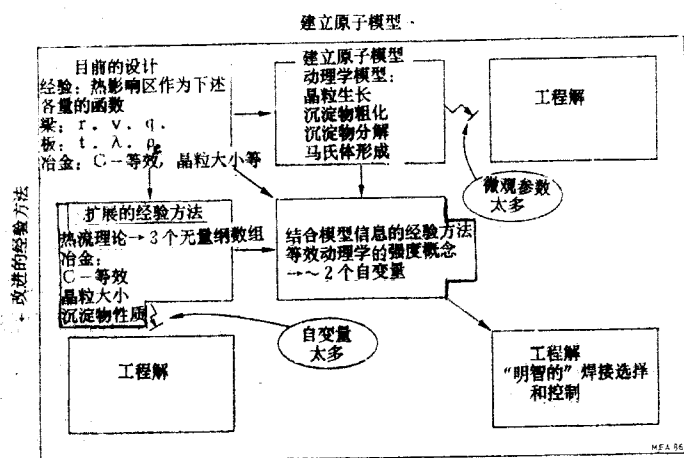 建立原子模型
目前的设计
经验：热影响区作为下述
各量的函数
梁：r．v．q．
板：t．λ．ρc
冶金：C－等效，晶粒大小等
建立原子模型
动力学模型：
晶粒生长
沉淀物粗化
沉淀物分解
马氏体形成
工程解
微观参数
太多
←改进的经验方法
扩展的经验方法
热流理论→3个无量纲数组
冶金：
C－等效
晶粒大小
沉淀物性质
结合模型信息的经验方法
等效动理学的强度概念
→～2个自变量
自变量
太多
工程解
工程解
“明智的”焊接选择
和控制
MEA 86